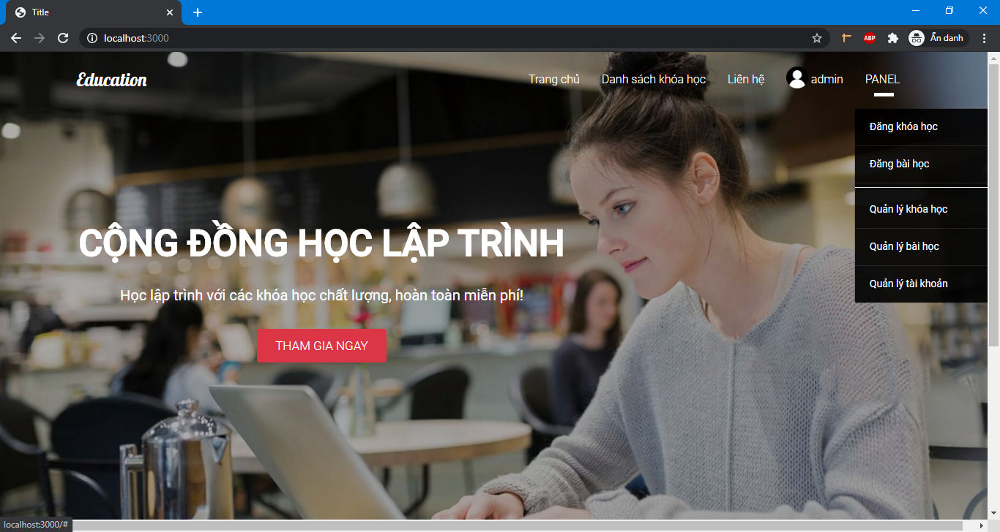 Title
localhost:3000
ABP
Ẩn danh
Education
Trang chủ
Danh sách khóa học
Liên hệ
admin
PANEL
Đăng khóa học
Đăng bài học
Quản lý khóa học
Quản lý bài học
Quản lý tài khoản
CỘNG ĐỒNG HỌC LẬP TRÌNH
Học lập trình với các khóa học chất lượng, hoàn toàn miễn phí!
THAM GIA NGAY
localhost:3000/#